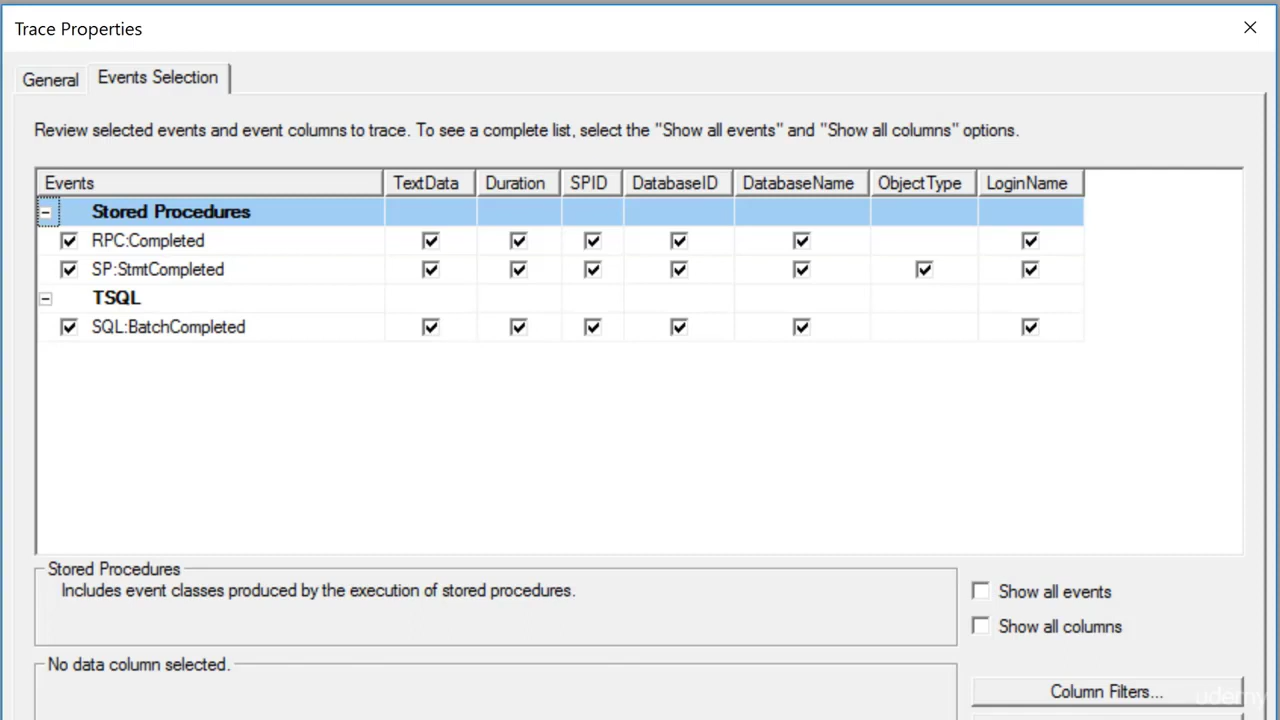 Trace Properties
General
Events Selection
Review selected events and event columns to trace. To see a complete list, select the "Show all events" and "Show all columns" options.
Events TextData Duration SPID DatabaseID DatabaseName ObjectType LoginName
Stored Procedures
RPC:Completed
SP:StmtCompleted
TSQL
SQL:BatchCompleted
Stored Procedures
Includes event classes produced by the execution of stored procedures.
Show all events
Show all columns
No data column selected.
Column Filters...
udemy